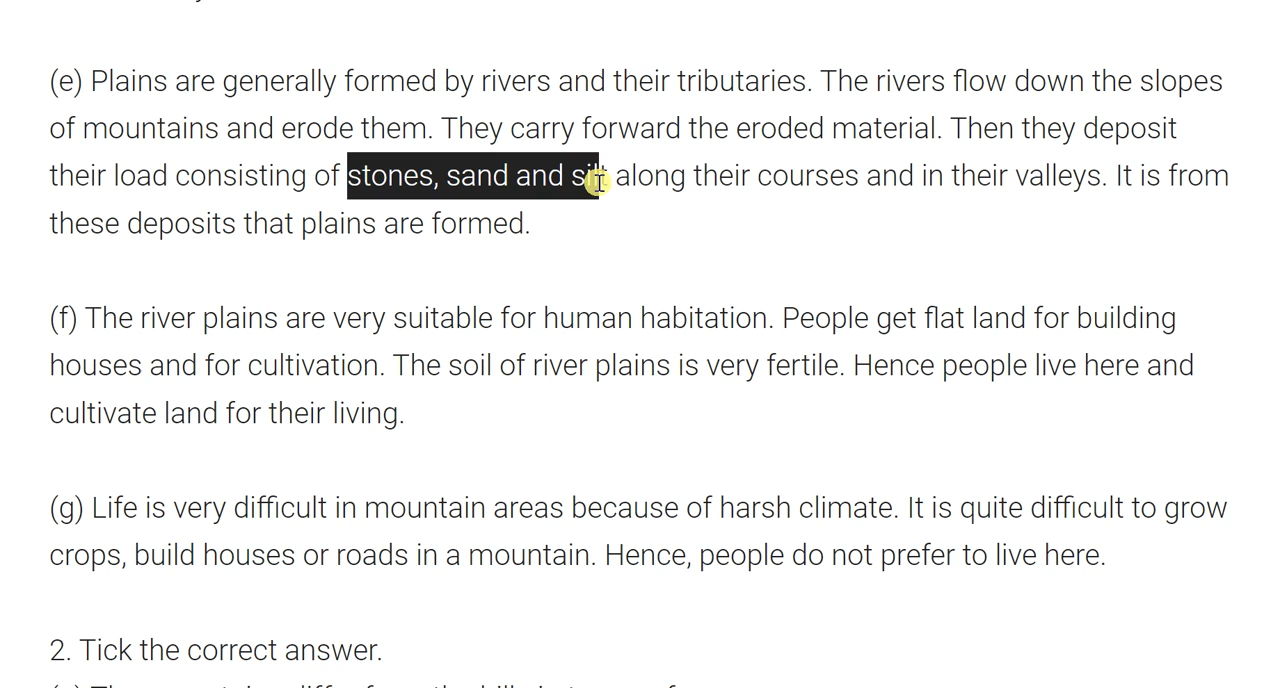 (e) Plains are generally formed by rivers and their tributaries. The rivers flow down the slopes
of mountains and erode them. They carry forward the eroded material. Then they deposit
their load consisting of stones, sand and silt along their courses and in their valleys. It is from
these deposits that plains are formed.
(f) The river plains are very suitable for human habitation. People get flat land for building
houses and for cultivation. The soil of river plains is very fertile. Hence people live here and
cultivate land for their living.
(g) Life is very difficult in mountain areas because of harsh climate. It is quite difficult to grow
crops, build houses or roads in a mountain. Hence, people do not prefer to live here.
2. Tick the correct answer.